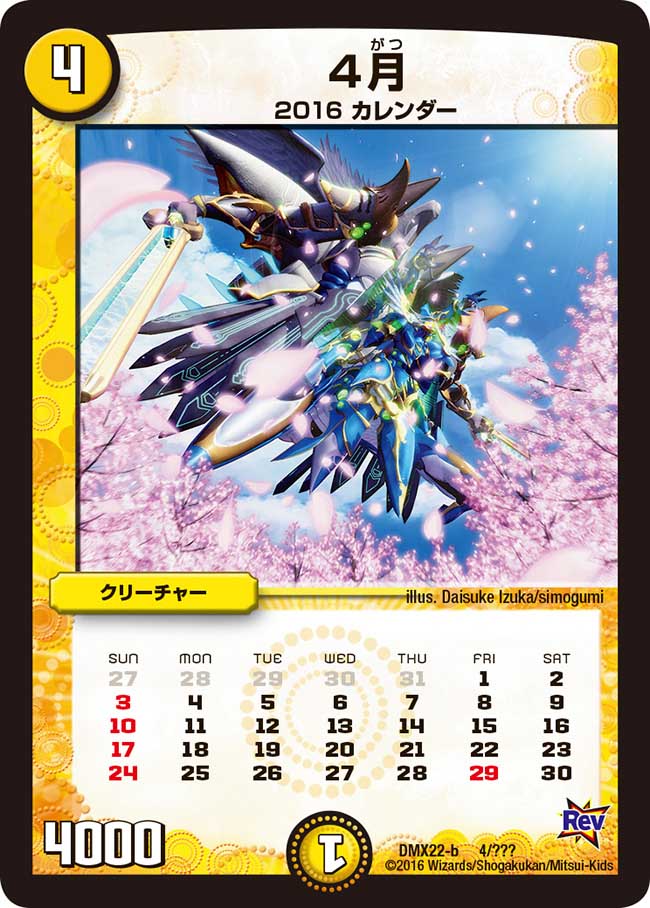 4
がつ
4月
2016 カレンダー
クリーチャー
illus. Daisuke Izuka/simogumi
SUN MON TUE WED THU FRI SAT
27 28 29 30 31 1 2
3 4 5 6 7 8 9
10 11 12 13 14 15 16
17 18 19 20 21 22 23
24 25 26 27 28 29 30
4000
1
Rev
DMX22-b 4/???
©2016 Wizards/Shogakukan/Mitsui-Kids